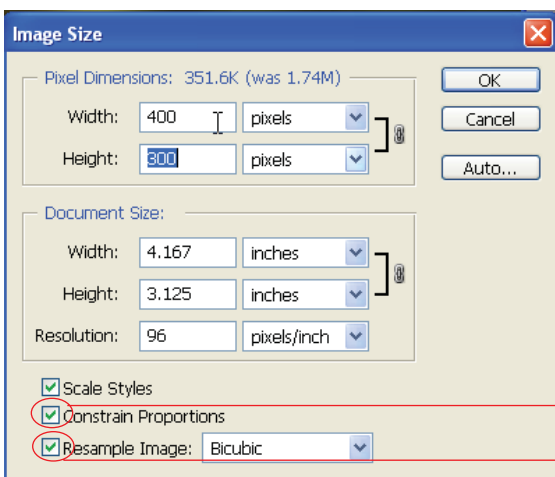 Image Size
Pixel Dimensions: 351.6K (was 1.74M)
OK
Width: 400 pixels
Cancel
Height: 300 pixels
Auto...
Document Size:
Width: 4.167 inches
Height: 3.125 inches
Resolution: 96 pixels/inch
Scale Styles
Constrain Proportions
Resample Image: Bicubic